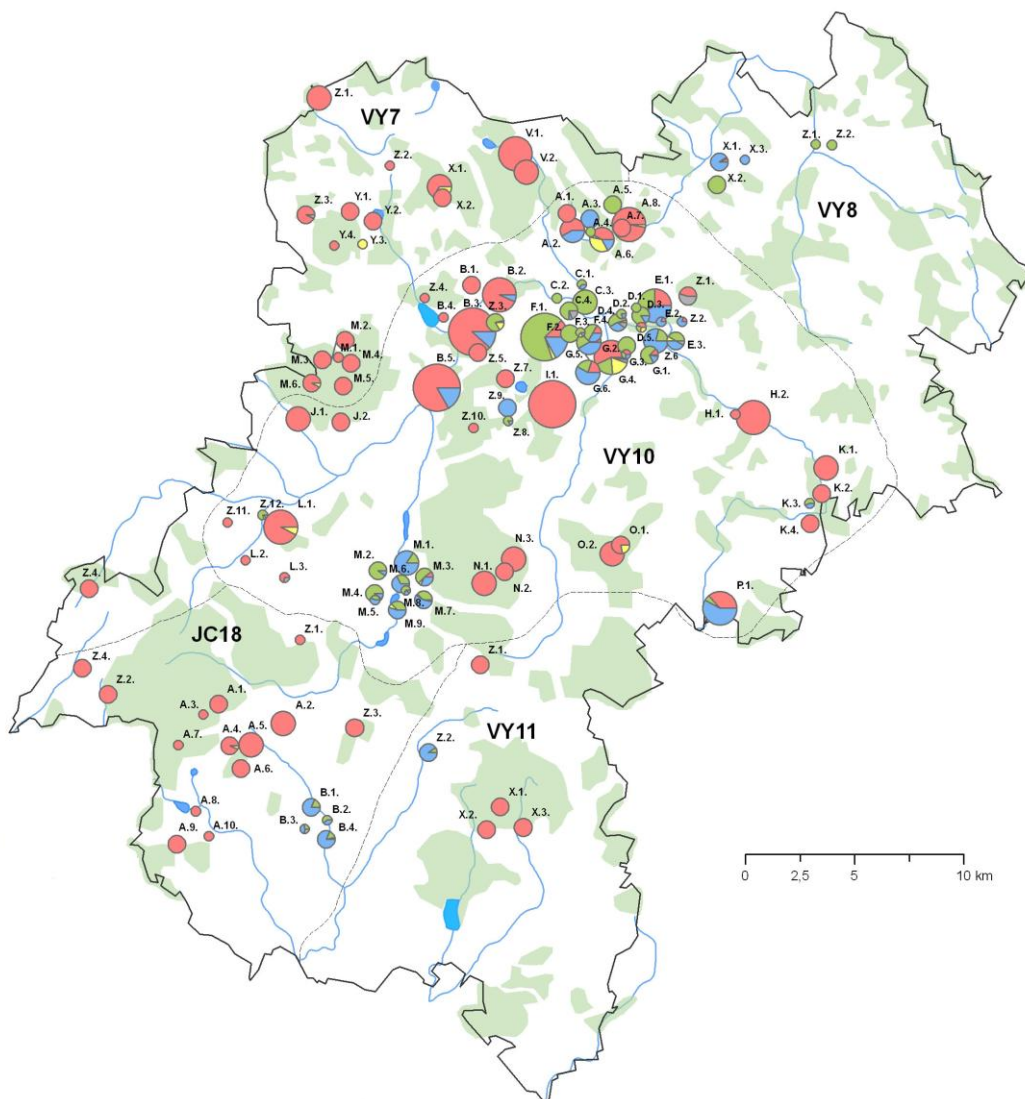 Z.1.
VY7
V.1.
X.1. X.3.
Z.1. Z.2.
Z.2.
X.1. V.2.
X.2.
X.2.
VY8
Z.3. Y.1.
Y.2.
A.5.
A.1. A.3. A.8.
A.4. A.7.
Y.4. Y.3.
A.2. A.6.
B.1. B.2.
C.1.
E.1. Z.1.
Z.4.
C.2. C.3.
B.4. B.3. Z.3.
F.1. C.4. D.4. D.2. D.1. D.3.
E.2. Z.2.
F.2. F.3. F.4.
D.5. E.3.
M.2.
M.3. M.1. M.4.
Z.5.
G.5. G.2. G.3. G.1. Z.6
G.4.
M.6. M.5.
B.5. Z.7.
G.6.
I.1.
Z.9.
J.1. J.2.
Z.10. Z.8.
H.1. H.2.
VY10
K.1.
K.2.
K.3.
K.4.
Z.11. Z.12. L.1.
L.2.
L.3.
M.1.
M.2. M.6. M.3.
N.3.
N.1.
N.2.
O.1.
O.2.
M.4.
M.5. M.8. M.7.
M.9.
Z.4.
P.1.
JC18
Z.1.
Z.1.
Z.4.
Z.2.
A.1.
A.3. A.2.
Z.3.
A.7. A.4. A.5.
A.6.
VY11
Z.2.
B.1.
B.2.
B.3. B.4.
A.8.
A.9. A.10.
X.1.
X.2. X.3.
0 2,5 5 10 km